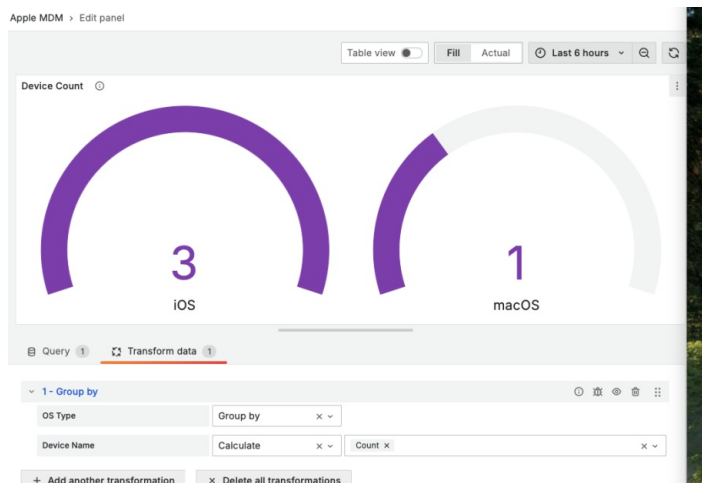 Apple MDM > Edit panel
Table view Fill Actual Last 6 hours
Device Count
3 1
iOS macOS
Query 1 Transform data 1
1 - Group by
OS Type Group by
Device Name Calculate Count ×
+ Add another transformation × Delete all transformations